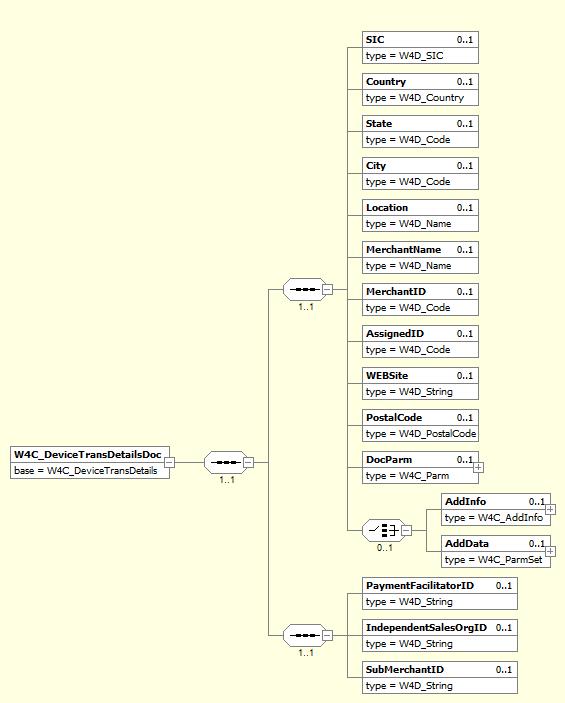 SIC 0..1
type = W4D_SIC
Country 0..1
type = W4D_Country
State 0..1
type = W4D_Code
City 0..1
type = W4D_Code
Location 0..1
type = W4D_Name
MerchantName 0..1
type = W4D_Name
1..1
MerchantID 0..1
type = W4D_Code
AssignedID 0..1
type = W4D_Code
WEBSite 0..1
type = W4D_String
PostalCode 0..1
type = W4D_PostalCode
DocParm 0..1
type = W4C_Parm
W4C_DeviceTransDetailsDoc
base = W4C_DeviceTransDetails
1..1
0..1
AddInfo 0..1
type = W4C_AddInfo
AddData 0..1
type = W4C_ParmSet
1..1
PaymentFacilitatorID 0..1
type = W4D_String
IndependentSalesOrgID 0..1
type = W4D_String
SubMerchantID 0..1
type = W4D_String